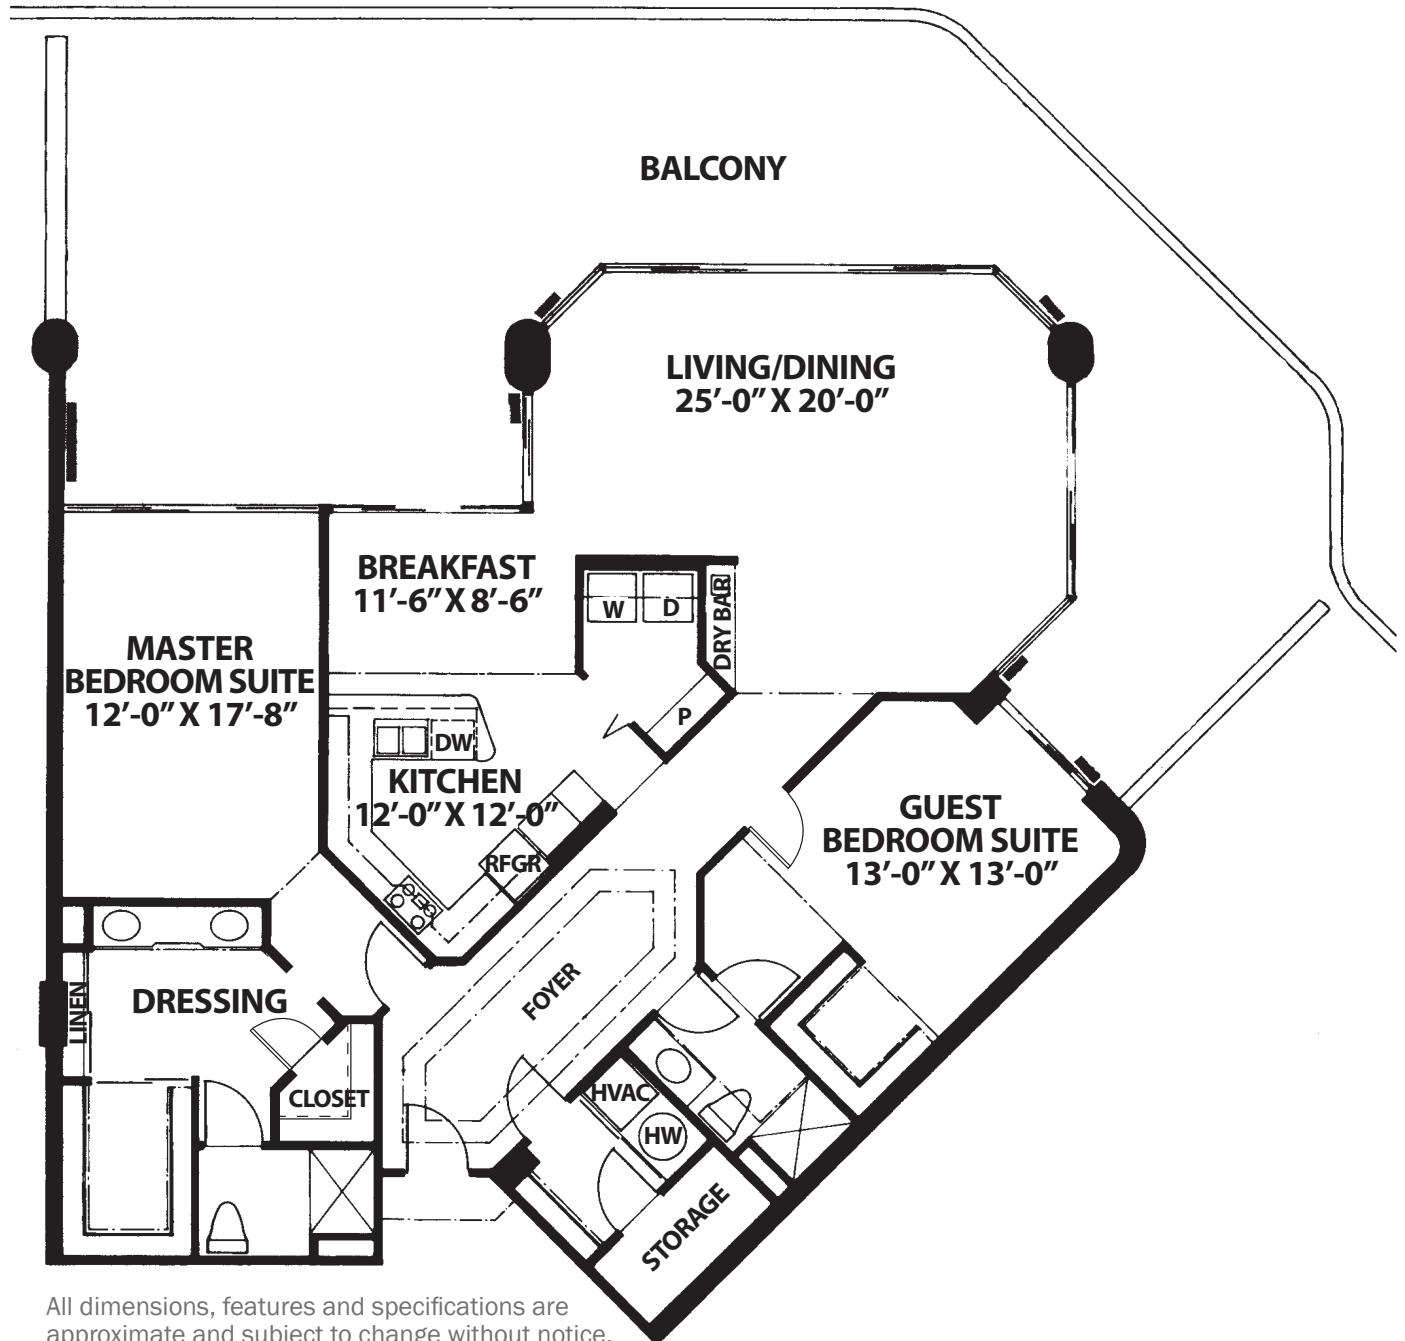 BALCONY
LIVING/DINING
25'-0" X 20'-0"
BREAKFAST
11'-6" X 8'-6"
W
D
DRY BAR
MASTER
BEDROOM SUITE
12'-0" X 17'-8"
P
DW
KITCHEN
12'-0" X 12'-0"
RFGR
GUEST
BEDROOM SUITE
13'-0" X 13'-0"
FOYER
LINEN
DRESSING
CLOSET
HVAC
HW
STORAGE
All dimensions, features and specifications are
approximate and subject to change without notice.